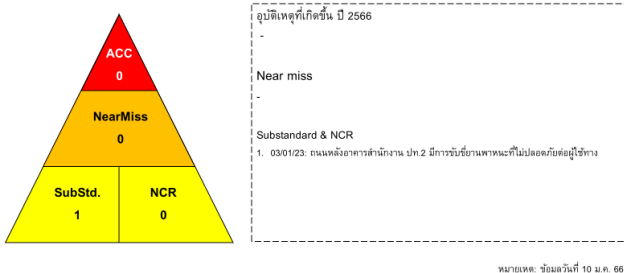 ACC
0
NearMiss
0
SubStd.
1
NCR
0
อุบัติเหตุที่เกิดขึ้น ปี 2566
-
Near miss
-
Substandard & NCR
1. 03/01/23: ถนนหลังอาคารสำนักงาน ปท.2 มีการขับขี่ยานพาหนะที่ไม่ปลอดภัยต่อผู้ใช้ทาง
หมายเหตุ: ข้อมูลวันที่ 10 ม.ค. 66